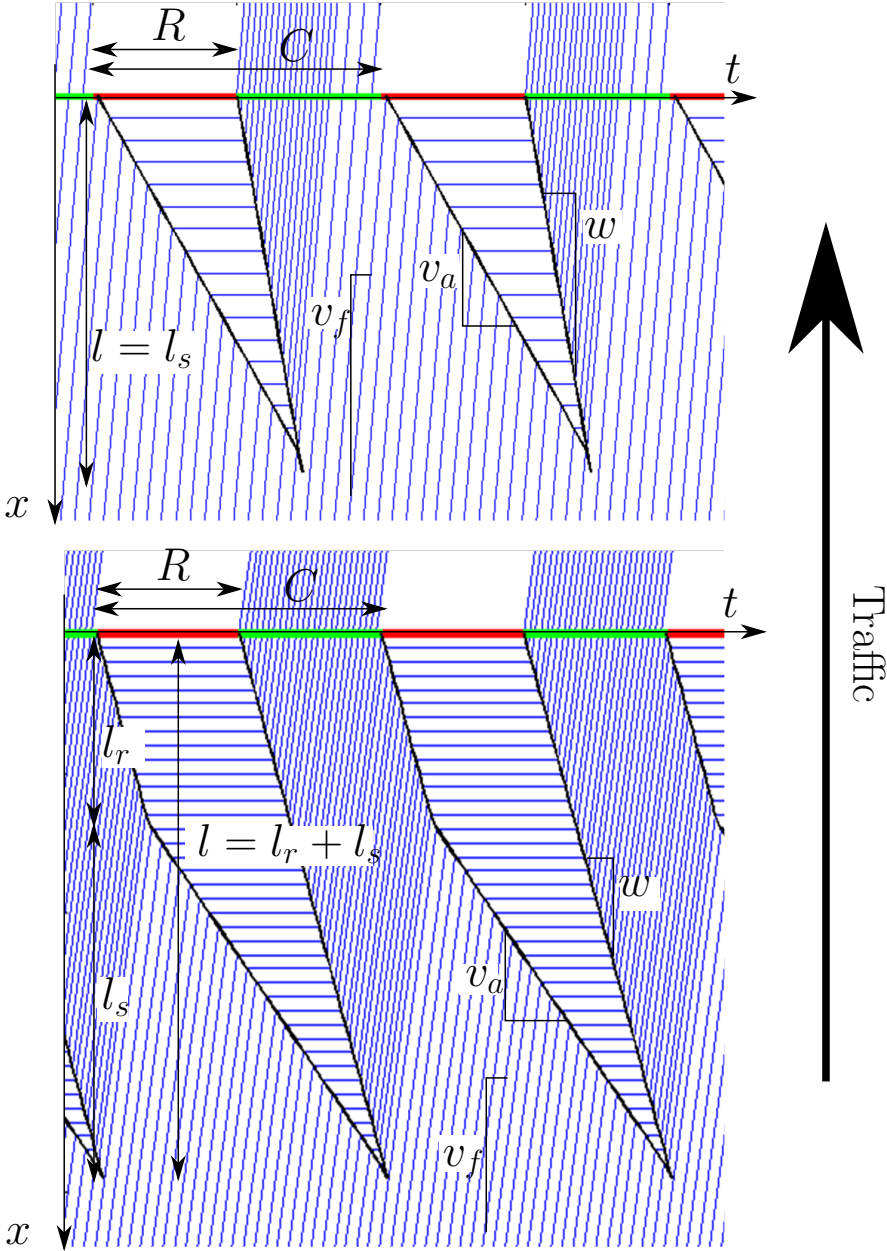 R
C
t
w
v_a
v_f
l = l_s
x
R
C
t
Traffic
l_r
l = l_r + l_s
w
v_a
l_s
v_f
x